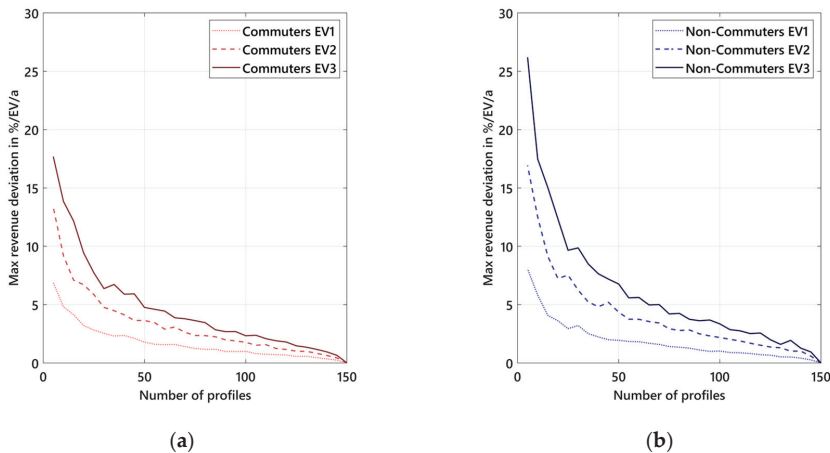 30
25
20
15
10
5
0
Max revenue deviation in %/EV/a
Commuters EV1
Commuters EV2
Commuters EV3
0 50 100 150
Number of profiles
(a)
30
25
20
15
10
5
0
Max revenue deviation in %/EV/a
Non-Commuters EV1
Non-Commuters EV2
Non-Commuters EV3
0 50 100 150
Number of profiles
(b)